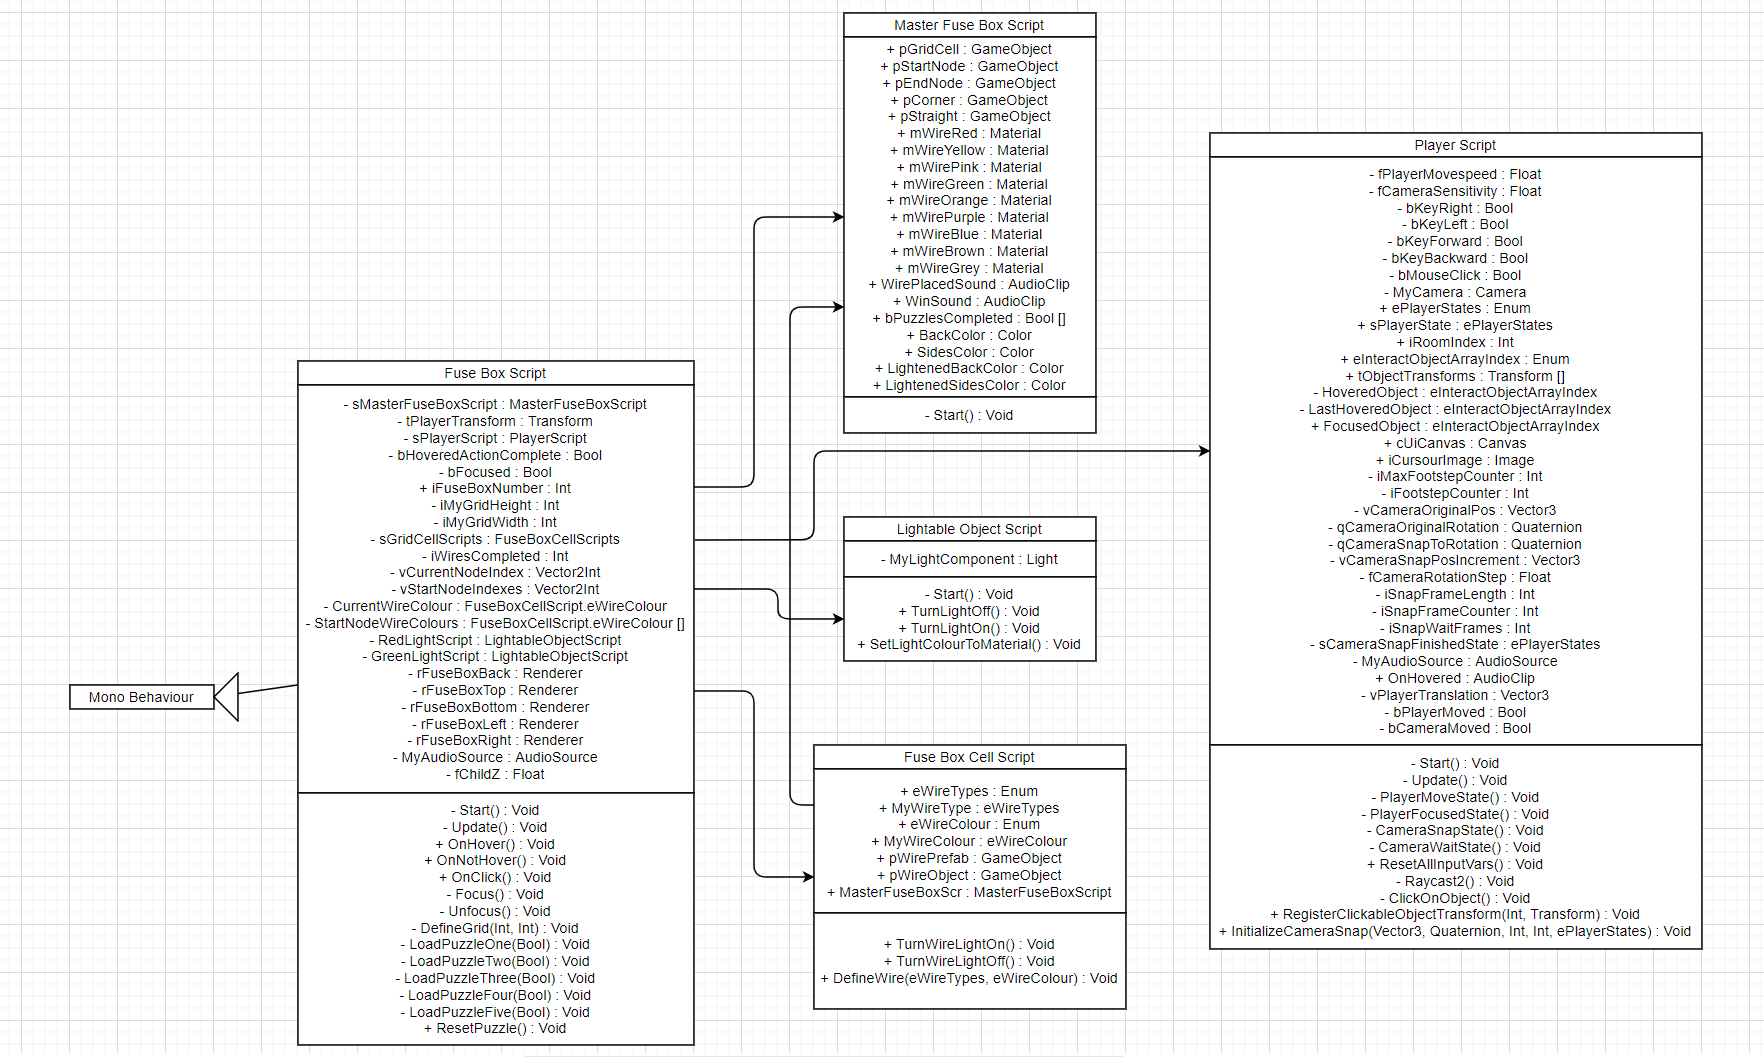 Master Fuse Box Script
+ pGridCell : GameObject
+ pStartNode : GameObject
+ pEndNode : GameObject
+ pCorner : GameObject
+ pStraight : GameObject
+ mWireRed : Material
+ mWireYellow : Material
+ mWirePink : Material
+ mWireGreen : Material
+ mWireOrange : Material
+ mWirePurple : Material
+ mWireBlue : Material
+ mWireBrown : Material
+ mWireGrey : Material
+ WirePlacedSound : AudioClip
+ WinSound : AudioClip
+ bPuzzlesCompleted : Bool []
+ BackColor : Color
+ SidesColor : Color
+ LightenedBackColor : Color
+ LightenedSidesColor : Color
- Start() : Void
Player Script
- fPlayerMovespeed : Float
- fCameraSensitivity : Float
- bKeyRight : Bool
- bKeyLeft : Bool
- bKeyForward : Bool
- bKeyBackward : Bool
- bMouseClick : Bool
- MyCamera : Camera
+ ePlayerStates : Enum
+ sPlayerState : ePlayerStates
+ iRoomIndex : Int
+ eInteractObjectArrayIndex : Enum
+ tObjectTransforms : Transform []
- HoveredObject : eInteractObjectArrayIndex
- LastHoveredObject : eInteractObjectArrayIndex
+ FocusedObject : eInteractObjectArrayIndex
+ cUiCanvas : Canvas
+ iCursourImage : Image
- iMaxFootstepCounter : Int
- iFootstepCounter : Int
- vCameraOriginalPos : Vector3
- qCameraOriginalRotation : Quaternion
- qCameraSnapToRotation : Quaternion
- vCameraSnapPosIncrement : Vector3
- fCameraRotationStep : Float
- iSnapFrameLength : Int
- iSnapFrameCounter : Int
- iSnapWaitFrames : Int
- sCameraSnapFinishedState : ePlayerStates
- MyAudioSource : AudioSource
+ OnHovered : AudioClip
- vPlayerTranslation : Vector3
- bPlayerMoved : Bool
- bCameraMoved : Bool
- Start() : Void
- Update() : Void
- PlayerMoveState() : Void
- PlayerFocusedState() : Void
- CameraSnapState() : Void
- CameraWaitState() : Void
+ ResetAllInputVars() : Void
- Raycast2() : Void
- ClickOnObject() : Void
+ RegisterClickableObjectTransform(Int, Transform) : Void
+ InitializeCameraSnap(Vector3, Quaternion, Int, Int, ePlayerStates) : Void
Fuse Box Script
- sMasterFuseBoxScript : MasterFuseBoxScript
- tPlayerTransform : Transform
- sPlayerScript : PlayerScript
- bHoveredActionComplete : Bool
- bFocused : Bool
+ iFuseBoxNumber : Int
- iMyGridHeight : Int
- iMyGridWidth : Int
- sGridCellScripts : FuseBoxCellScripts
- iWiresCompleted : Int
- vCurrentNodeIndex : Vector2Int
- vStartNodeIndexes : Vector2Int
- CurrentWireColour : FuseBoxCellScript.eWireColour
- StartNodeWireColours : FuseBoxCellScript.eWireColour []
- RedLightScript : LightableObjectScript
- GreenLightScript : LightableObjectScript
- rFuseBoxBack : Renderer
- rFuseBoxTop : Renderer
- rFuseBoxBottom : Renderer
- rFuseBoxLeft : Renderer
- rFuseBoxRight : Renderer
- MyAudioSource : AudioSource
- fChildZ : Float
- Start() : Void
- Update() : Void
+ OnHover() : Void
+ OnNotHover() : Void
+ OnClick() : Void
- Focus() : Void
- Unfocus() : Void
- DefineGrid(Int, Int) : Void
- LoadPuzzleOne(Bool) : Void
- LoadPuzzleTwo(Bool) : Void
- LoadPuzzleThree(Bool) : Void
- LoadPuzzleFour(Bool) : Void
- LoadPuzzleFive(Bool) : Void
+ ResetPuzzle() : Void
Lightable Object Script
- MyLightComponent : Light
- Start() : Void
+ TurnLightOff() : Void
+ TurnLightOn() : Void
+ SetLightColourToMaterial() : Void
Mono Behaviour
Fuse Box Cell Script
+ eWireTypes : Enum
+ MyWireType : eWireTypes
+ eWireColour : Enum
+ MyWireColour : eWireColour
+ pWirePrefab : GameObject
+ pWireObject : GameObject
+ MasterFuseBoxScr : MasterFuseBoxScript
+ TurnWireLightOn() : Void
+ TurnWireLightOff() : Void
+ DefineWire(eWireTypes, eWireColour) : Void